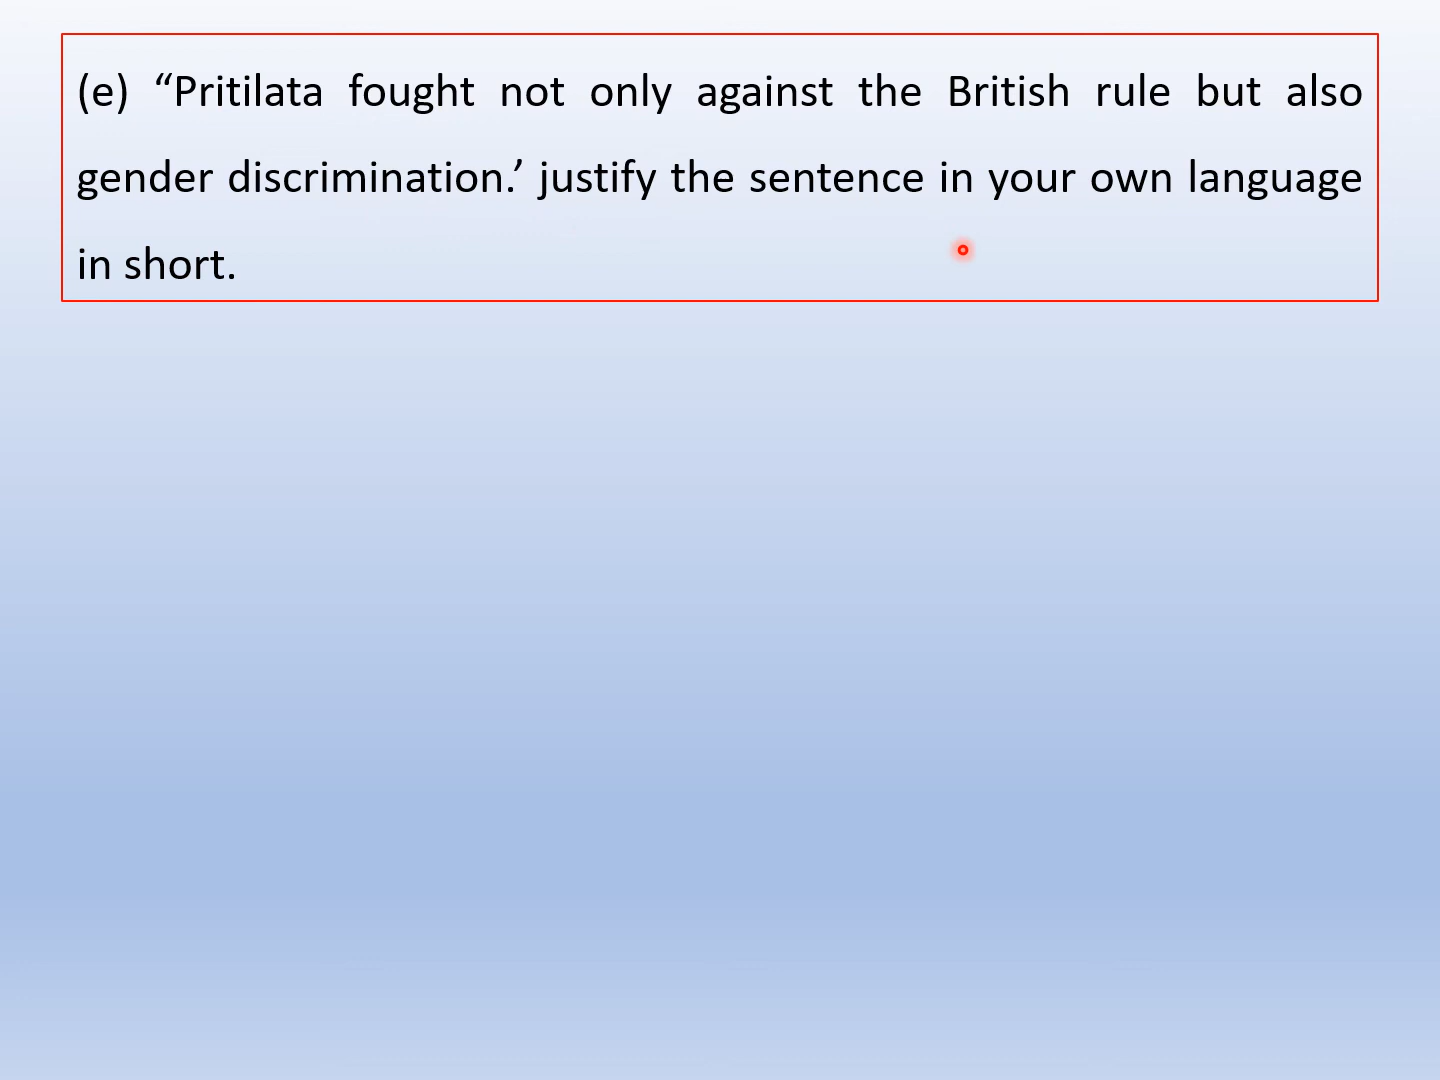 (e) “Pritilata fought not only against the British rule but also
gender discrimination.’ justify the sentence in your own language
in short.